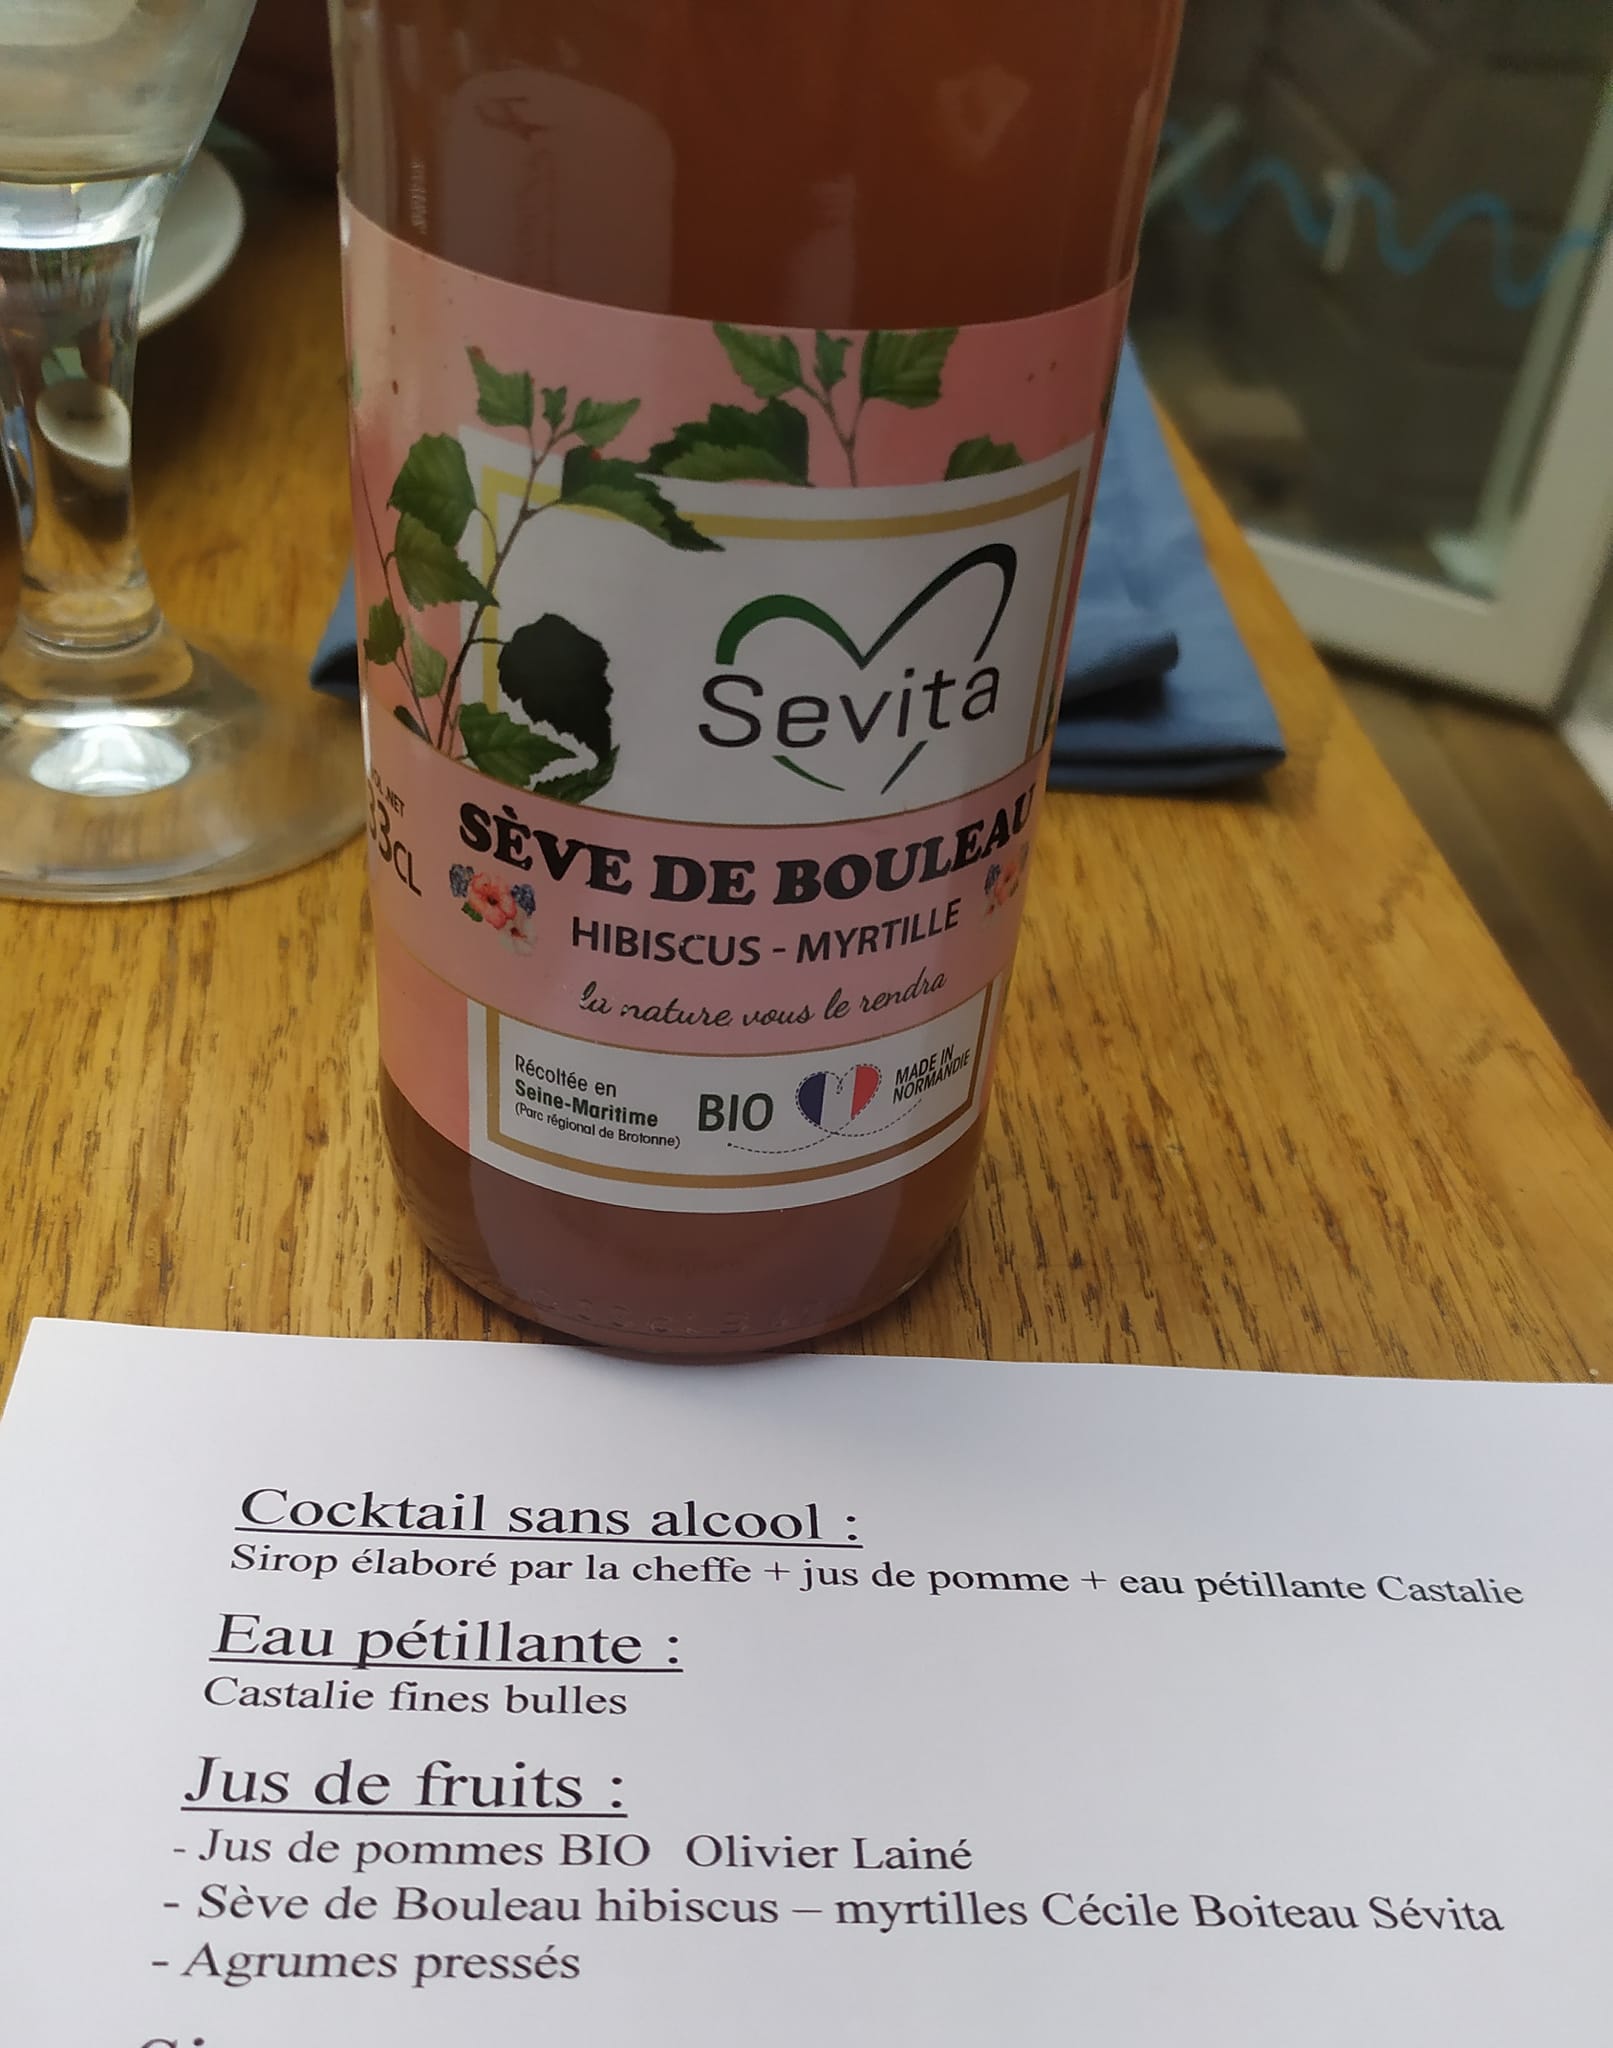 Sevita
VOL. NET
33CL
SÈVE DE BOULEAU
HIBISCUS - MYRTILLE
la nature vous le rendra
Récoltée en
Seine-Maritime
(Parc régional de Brotonne)
BIO
MADE IN
NORMANDIE
Cocktail sans alcool :
Sirop élaboré par la cheffe + jus de pomme + eau pétillante Castalie
Eau pétillante :
Castalie fines bulles
Jus de fruits :
- Jus de pommes BIO Olivier Lainé
- Sève de Bouleau hibiscus – myrtilles Cécile Boiteau Sévita
- Agrumes pressés